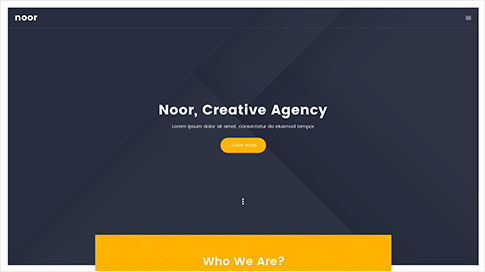 noor
Noor, Creative Agency
Lorem ipsum dolor sit amet, consectetur do eiusmod tempor.
LEARN MORE
Who We Are?